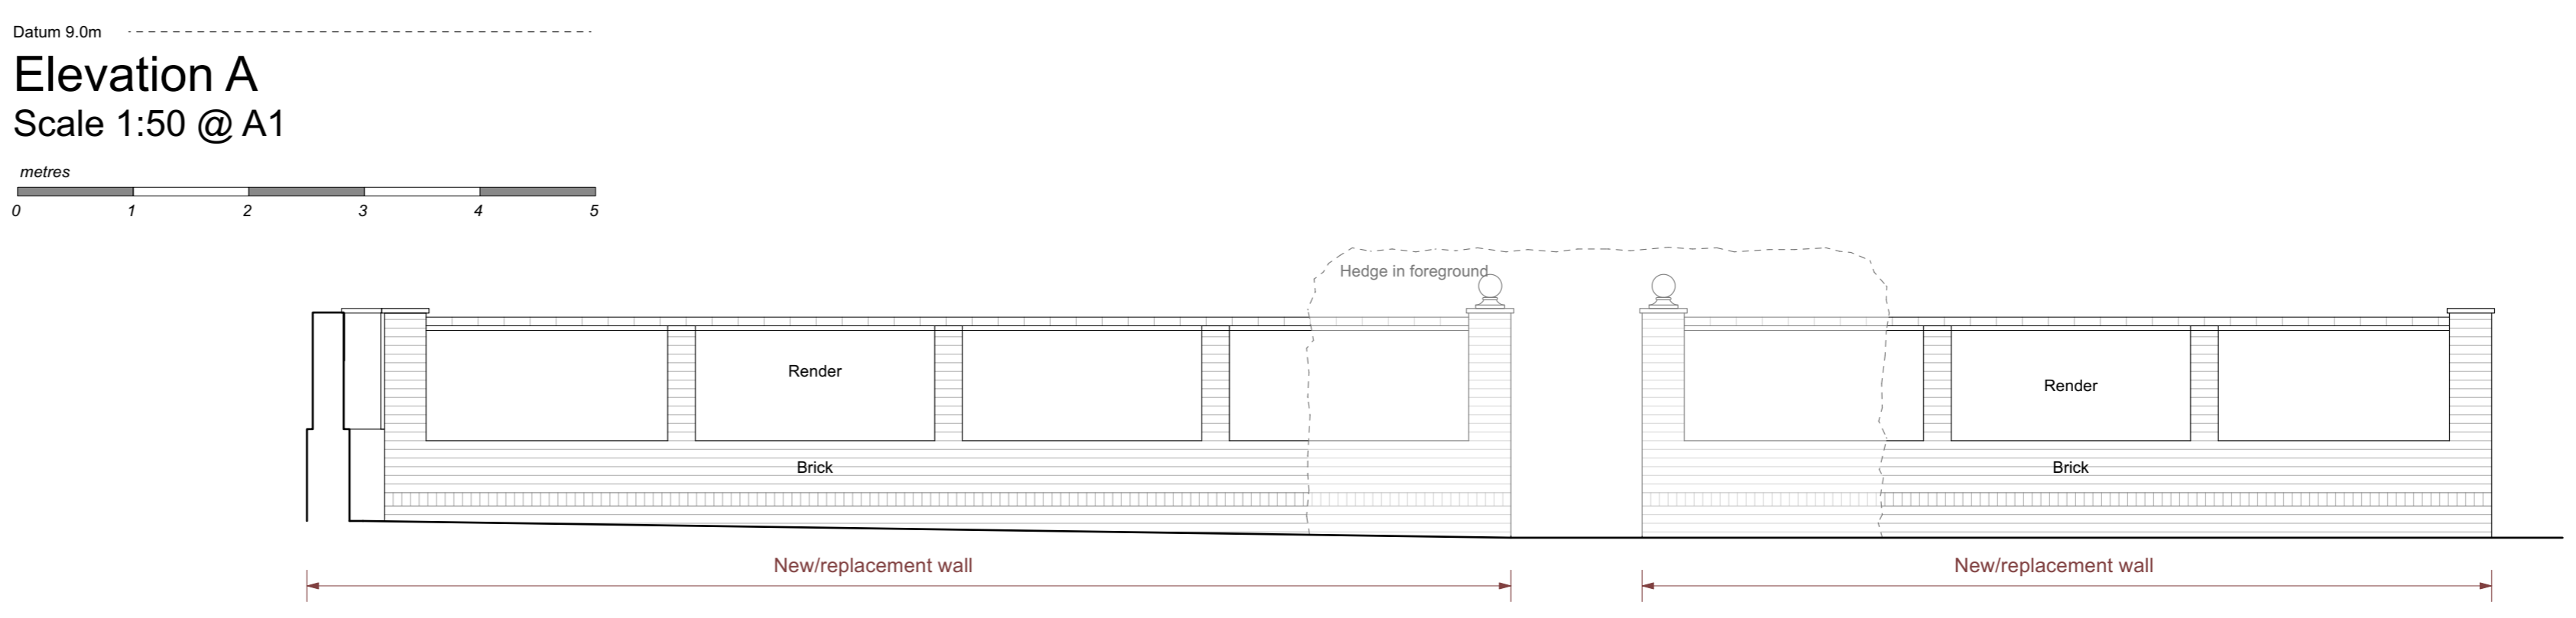 Datum 9.0m
Elevation A
Scale 1:50 @ A1
metres
0 1 2 3 4 5
Hedge in foreground
Render
Render
Brick
Brick
New/replacement wall
New/replacement wall